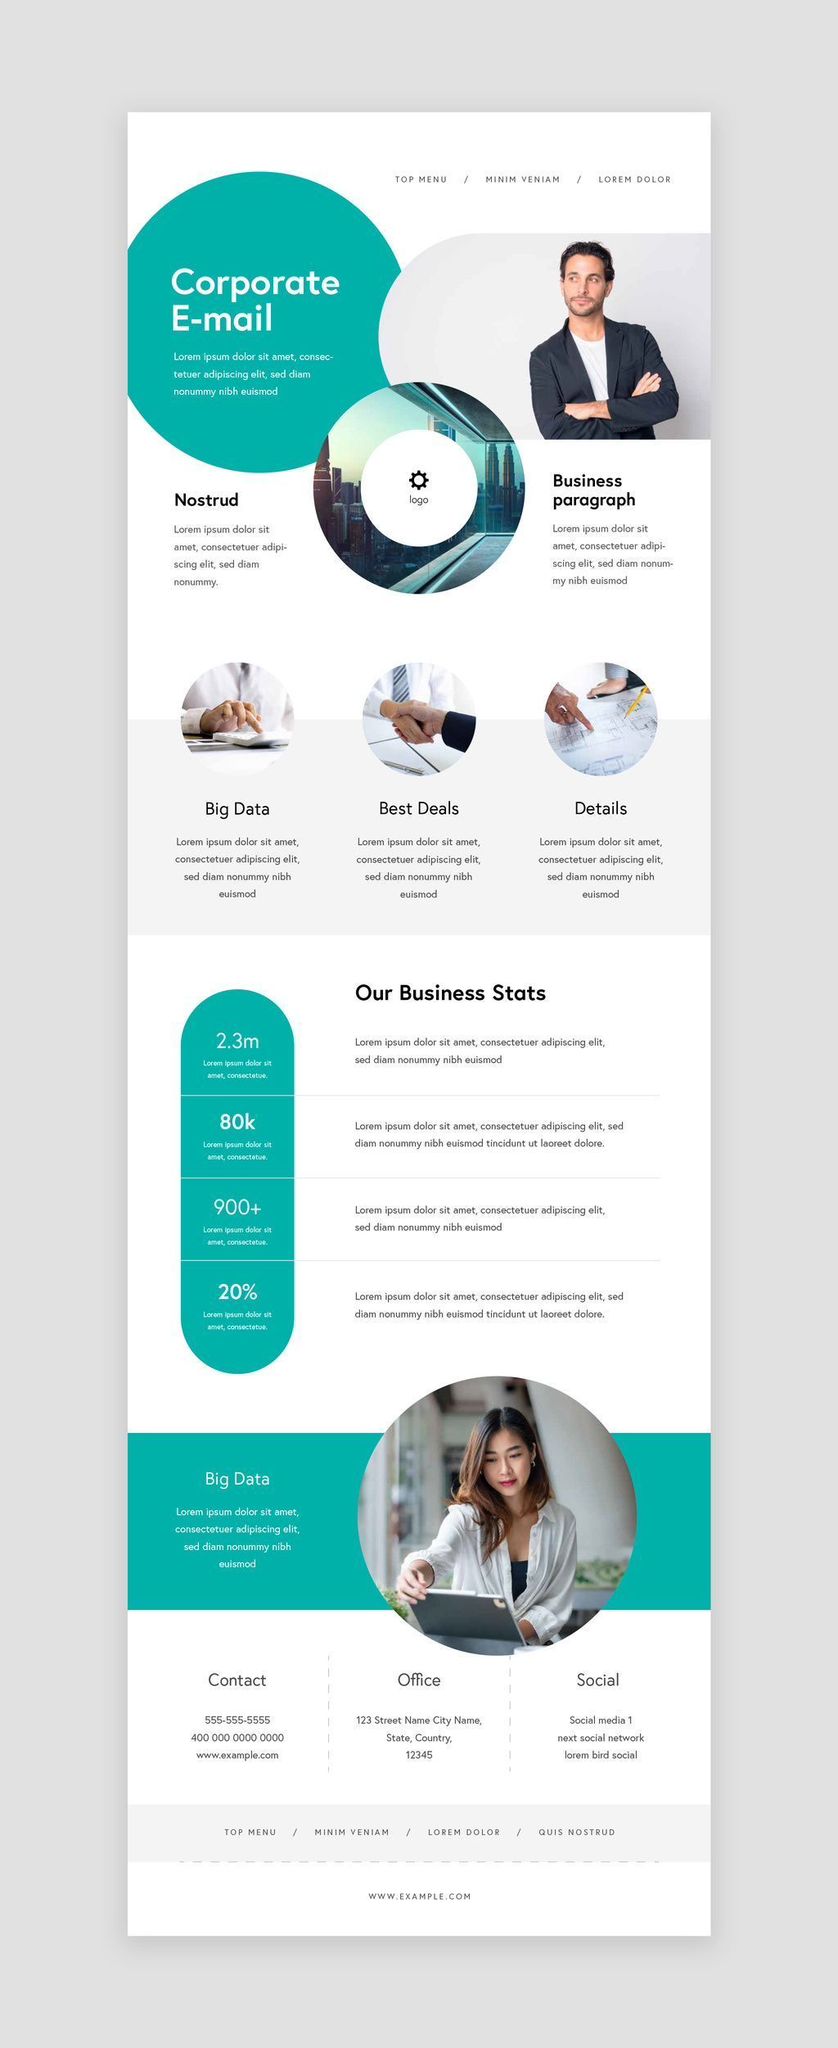 TOP MENU / MINIM VENIAM / LOREM DOLOR
Corporate
E-mail
Lorem ipsum dolor sit amet, consec-
tetuer adipiscing elit, sed diam
nonummy nibh euismod
logo
Nostrud
Lorem ipsum dolor sit
amet, consectetuer adipi-
scing elit, sed diam
nonummy.
Business
paragraph
Lorem ipsum dolor sit
amet, consectetuer adipi-
scing elit, sed diam nonum-
my nibh euismod
Big Data
Lorem ipsum dolor sit amet,
consectetuer adipiscing elit,
sed diam nonummy nibh
euismod
Best Deals
Lorem ipsum dolor sit amet,
consectetuer adipiscing elit,
sed diam nonummy nibh
euismod
Details
Lorem ipsum dolor sit amet,
consectetuer adipiscing elit,
sed diam nonummy nibh
euismod
Our Business Stats
2.3m
Lorem ipsum dolor sit
amet, consectetue.
Lorem ipsum dolor sit amet, consectetuer adipiscing elit,
sed diam nonummy nibh euismod
80k
Lorem ipsum dolor sit
amet, consectetue.
Lorem ipsum dolor sit amet, consectetuer adipiscing elit, sed
diam nonummy nibh euismod tincidunt ut laoreet dolore.
900+
Lorem ipsum dolor sit
amet, consectetue.
Lorem ipsum dolor sit amet, consectetuer adipiscing elit,
sed diam nonummy nibh euismod
20%
Lorem ipsum dolor sit
amet, consectetue.
Lorem ipsum dolor sit amet, consectetuer adipiscing elit, sed
diam nonummy nibh euismod tincidunt ut laoreet dolore.
Big Data
Lorem ipsum dolor sit amet,
consectetuer adipiscing elit,
sed diam nonummy nibh
euismod
Contact
555-555-5555
400 000 0000 0000
www.example.com
Office
123 Street Name City Name,
State, Country,
12345
Social
Social media 1
next social network
lorem bird social
TOP MENU / MINIM VENIAM / LOREM DOLOR / QUIS NOSTRUD
WWW.EXAMPLE.COM